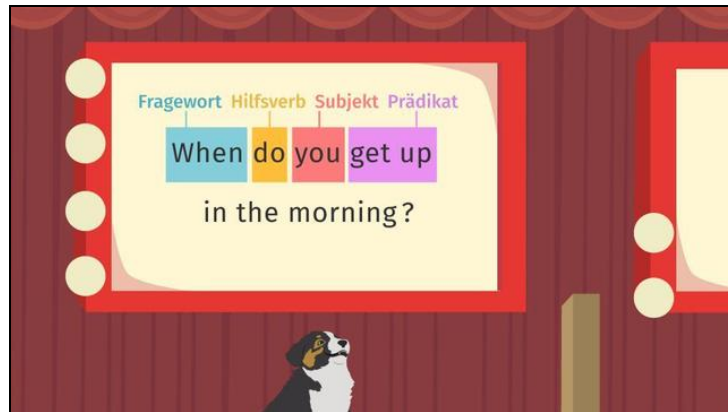 Fragewort Hilfsverb Subjekt Prädikat
When do you get up
in the morning?